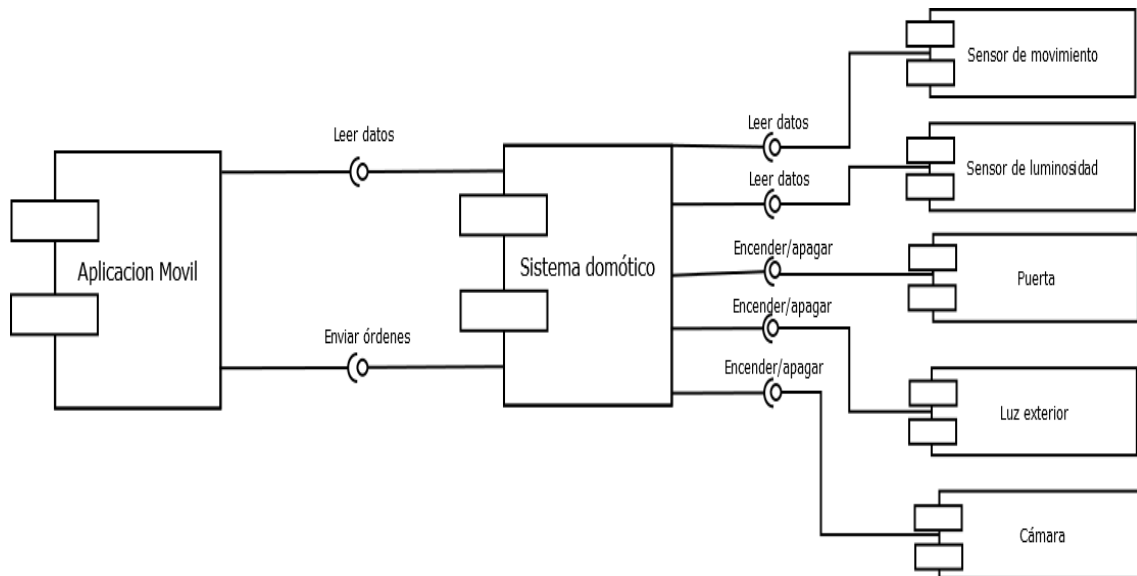 Sensor de movimiento
Leer datos
Leer datos
Sensor de luminosidad
Leer datos
Aplicacion Movil
Sistema domótico
Encender/apagar
Puerta
Encender/apagar
Enviar órdenes
Encender/apagar
Luz exterior
Cámara